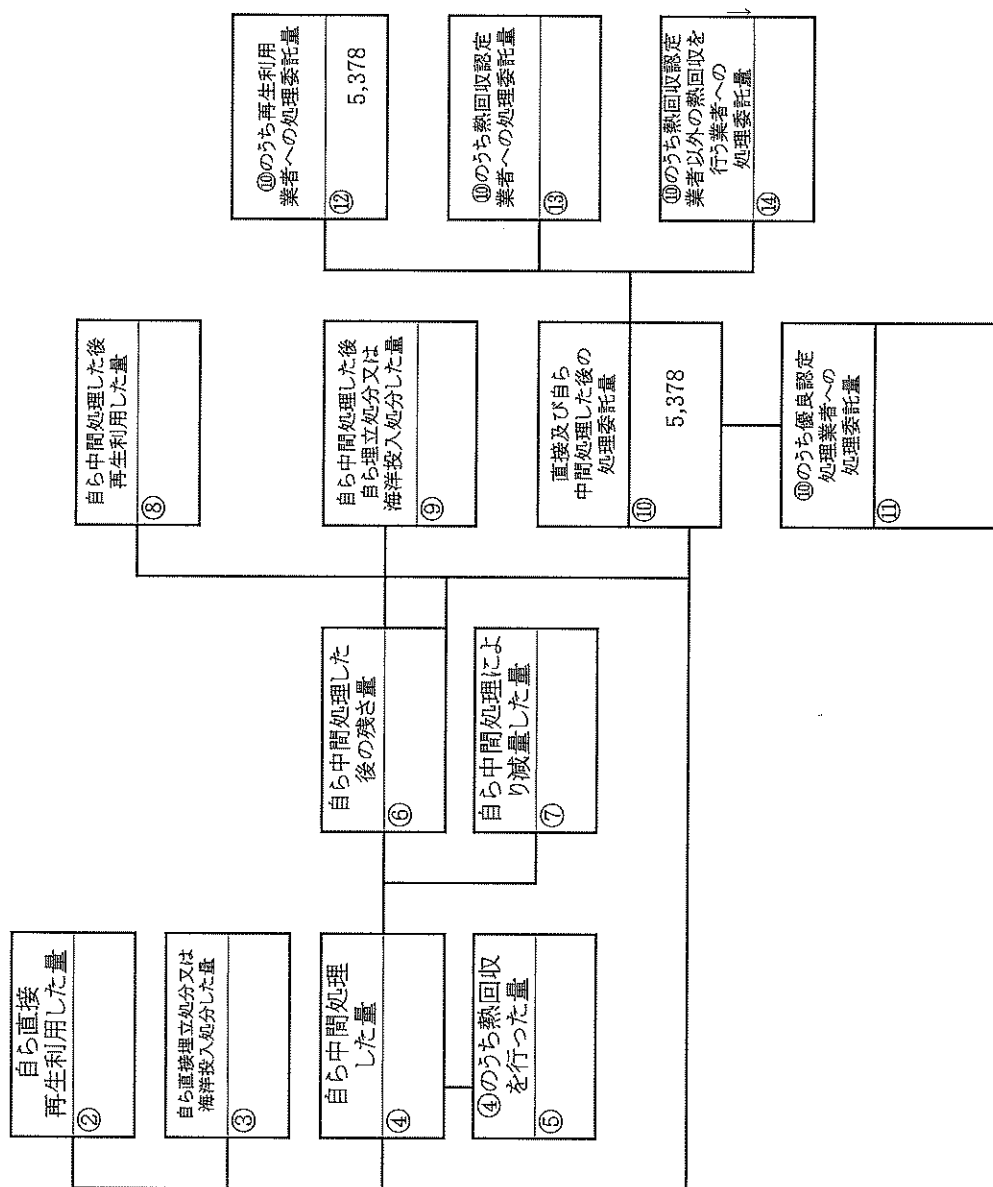 自ら直接
再生利用した量
②
自ら直接埋立処分又は
海洋投入処分した量
③
自ら中間処理
した量
④
④のうち熱回収
を行った量
⑤
自ら中間処理した
後の残さ量
⑥
自ら中間処理によ
り減量した量
⑦
自ら中間処理した後
再生利用した量
⑧
自ら中間処理した後
自ら埋立処分又は
海洋投入処分した量
⑨
直接及び自ら
中間処理した後の
処理委託量
⑩
5,378
⑩のうち優良認定
処理業者への
処理委託量
⑪
⑩のうち再生利用
業者への処理委託量
⑫
5,378
⑩のうち熱回収認定
業者への処理委託量
⑬
⑩のうち熱回収認定
業者以外の熱回収を
行う業者への
処理委託量
⑭